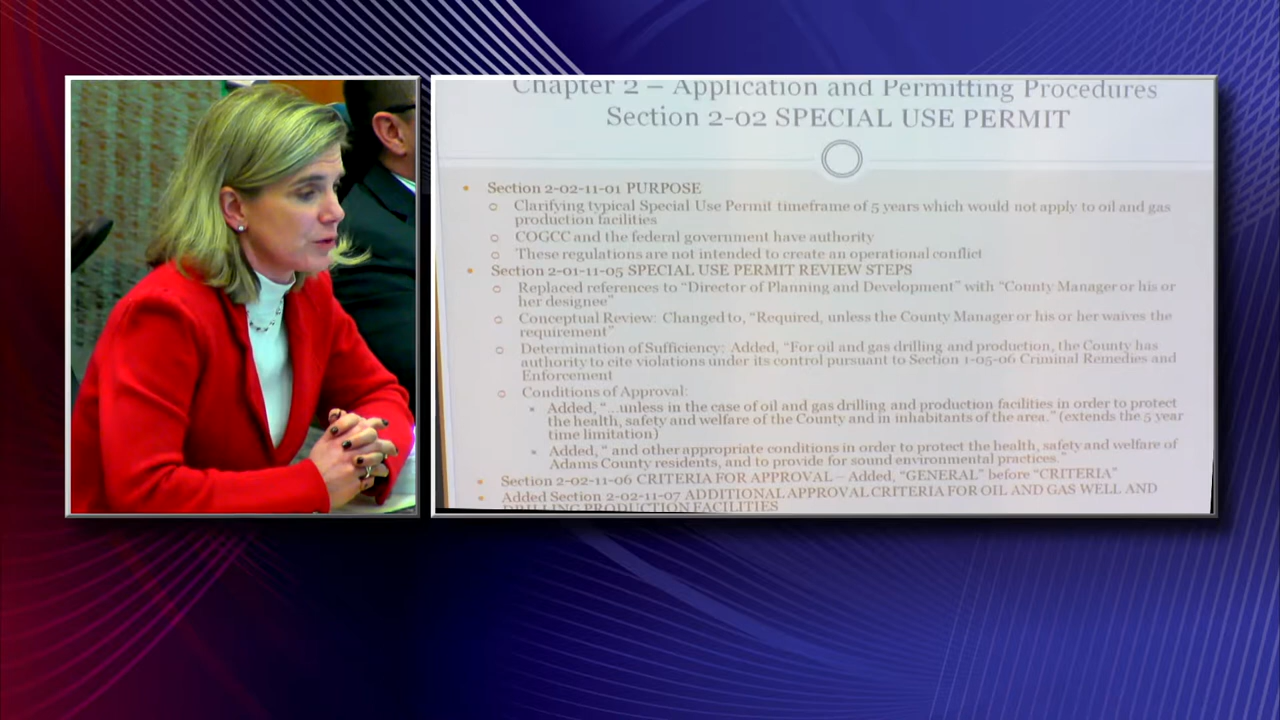 Chapter 2 – Application and Permitting Procedures
Section 2-02 SPECIAL USE PERMIT
Section 2-02-11-01 PURPOSE
Clarifying typical Special Use Permit timeframe of 5 years which would not apply to oil and gas
production facilities
COGCC and the federal government have authority
These regulations are not intended to create an operational conflict
Section 2-01-11-05 SPECIAL USE PERMIT REVIEW STEPS
Replaced references to “Director of Planning and Development” with “County Manager or his or
her designee”
Conceptual Review: Changed to, “Required, unless the County Manager or his or her waives the
requirement”
Determination of Sufficiency: Added, “For oil and gas drilling and production, the County has
authority to cite violations under its control pursuant to Section 1-05-06 Criminal Remedies and
Enforcement
Conditions of Approval:
Added, “...unless in the case of oil and gas drilling and production facilities in order to protect
the health, safety and welfare of the County and in inhabitants of the area.” (extends the 5 year
time limitation)
Added, “ and other appropriate conditions in order to protect the health, safety and welfare of
Adams County residents, and to provide for sound environmental practices.”
Section 2-02-11-06 CRITERIA FOR APPROVAL – Added, “GENERAL” before “CRITERIA”
Added Section 2-02-11-07 ADDITIONAL APPROVAL CRITERIA FOR OIL AND GAS WELL AND
DRILLING PRODUCTION FACILITIES